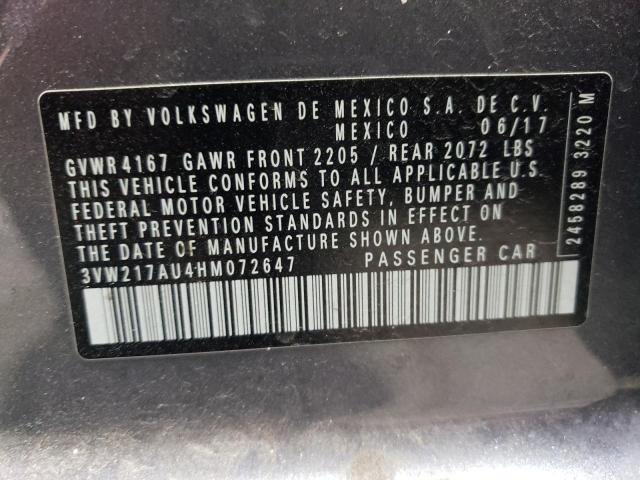 MFD BY VOLKSWAGEN DE MEXICO S.A. DE C.V.
MEXICO 06/17
GVWR 4167 GAWR FRONT 2205 / REAR 2072 LBS
THIS VEHICLE CONFORMS TO ALL APPLICABLE U.S.
FEDERAL MOTOR VEHICLE SAFETY, BUMPER AND
THEFT PREVENTION STANDARDS IN EFFECT ON
THE DATE OF MANUFACTURE SHOWN ABOVE.
3VW217AU4HM072647 PASSENGER CAR
2458289 3220 M